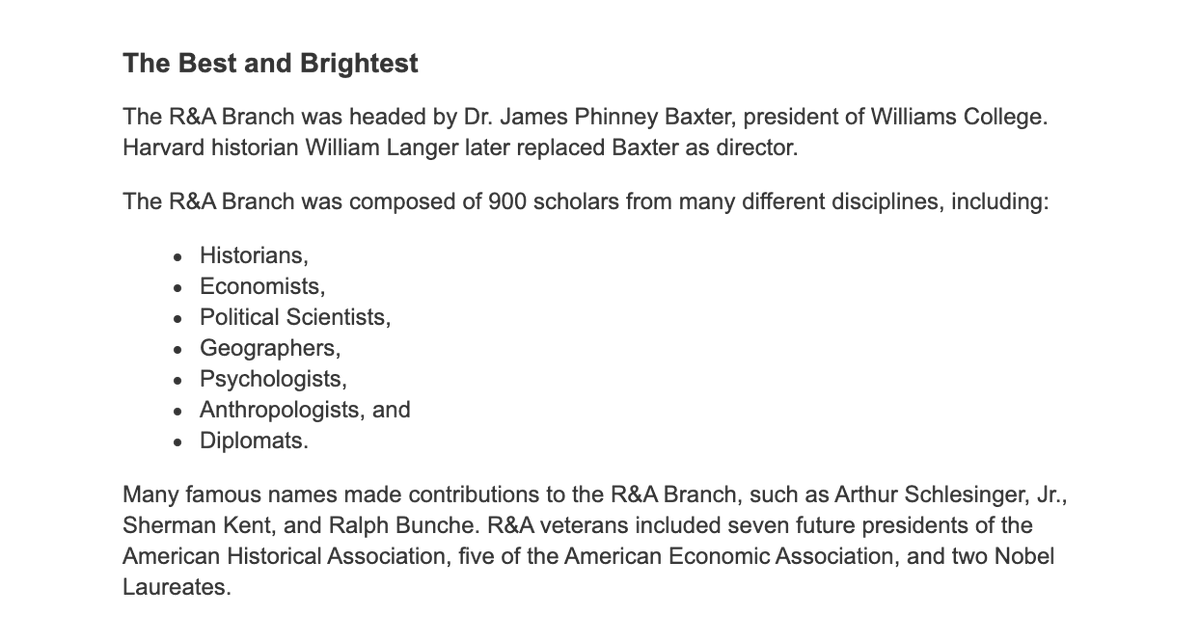 The Best and Brightest
The R&A Branch was headed by Dr. James Phinney Baxter, president of Williams College.
Harvard historian William Langer later replaced Baxter as director.
The R&A Branch was composed of 900 scholars from many different disciplines, including:
• Historians,
• Economists,
• Political Scientists,
• Geographers,
• Psychologists,
• Anthropologists, and
• Diplomats.
Many famous names made contributions to the R&A Branch, such as Arthur Schlesinger, Jr.,
Sherman Kent, and Ralph Bunche. R&A veterans included seven future presidents of the
American Historical Association, five of the American Economic Association, and two Nobel
Laureates.